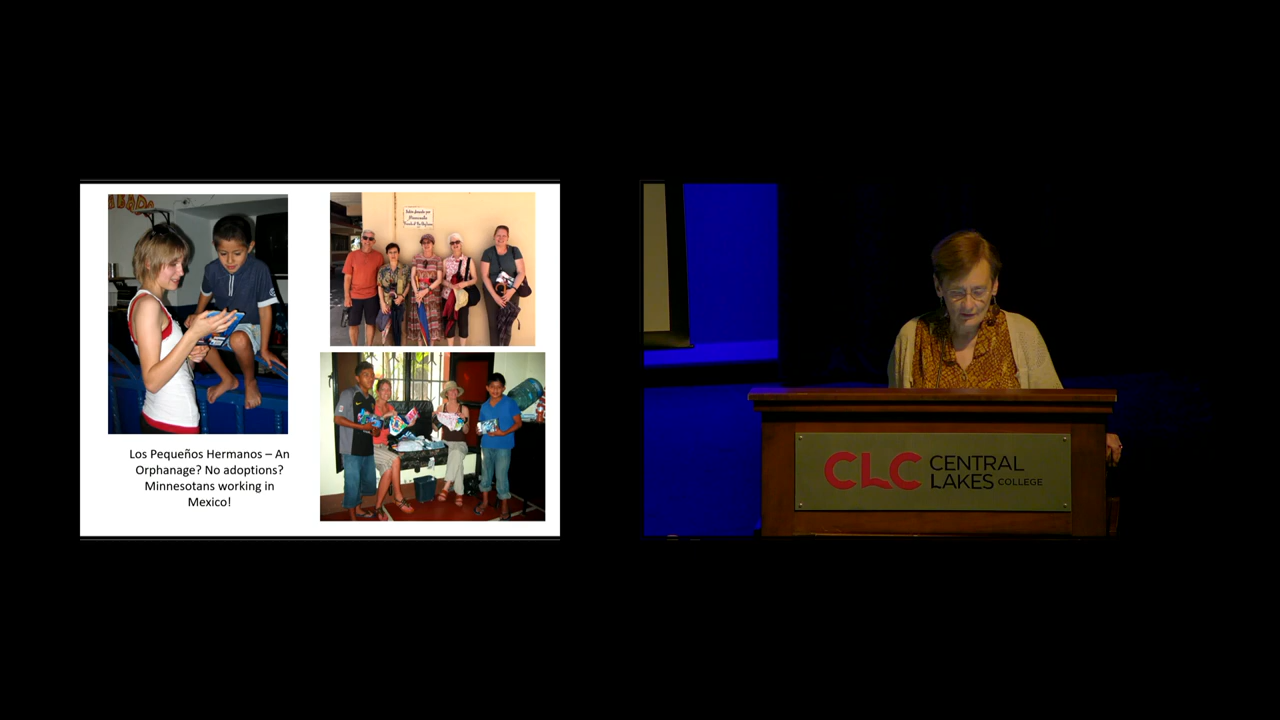 Los Pequeños Hermanos – An
Orphanage? No adoptions?
Minnesotans working in
Mexico!
CLC CENTRAL
LAKES COLLEGE